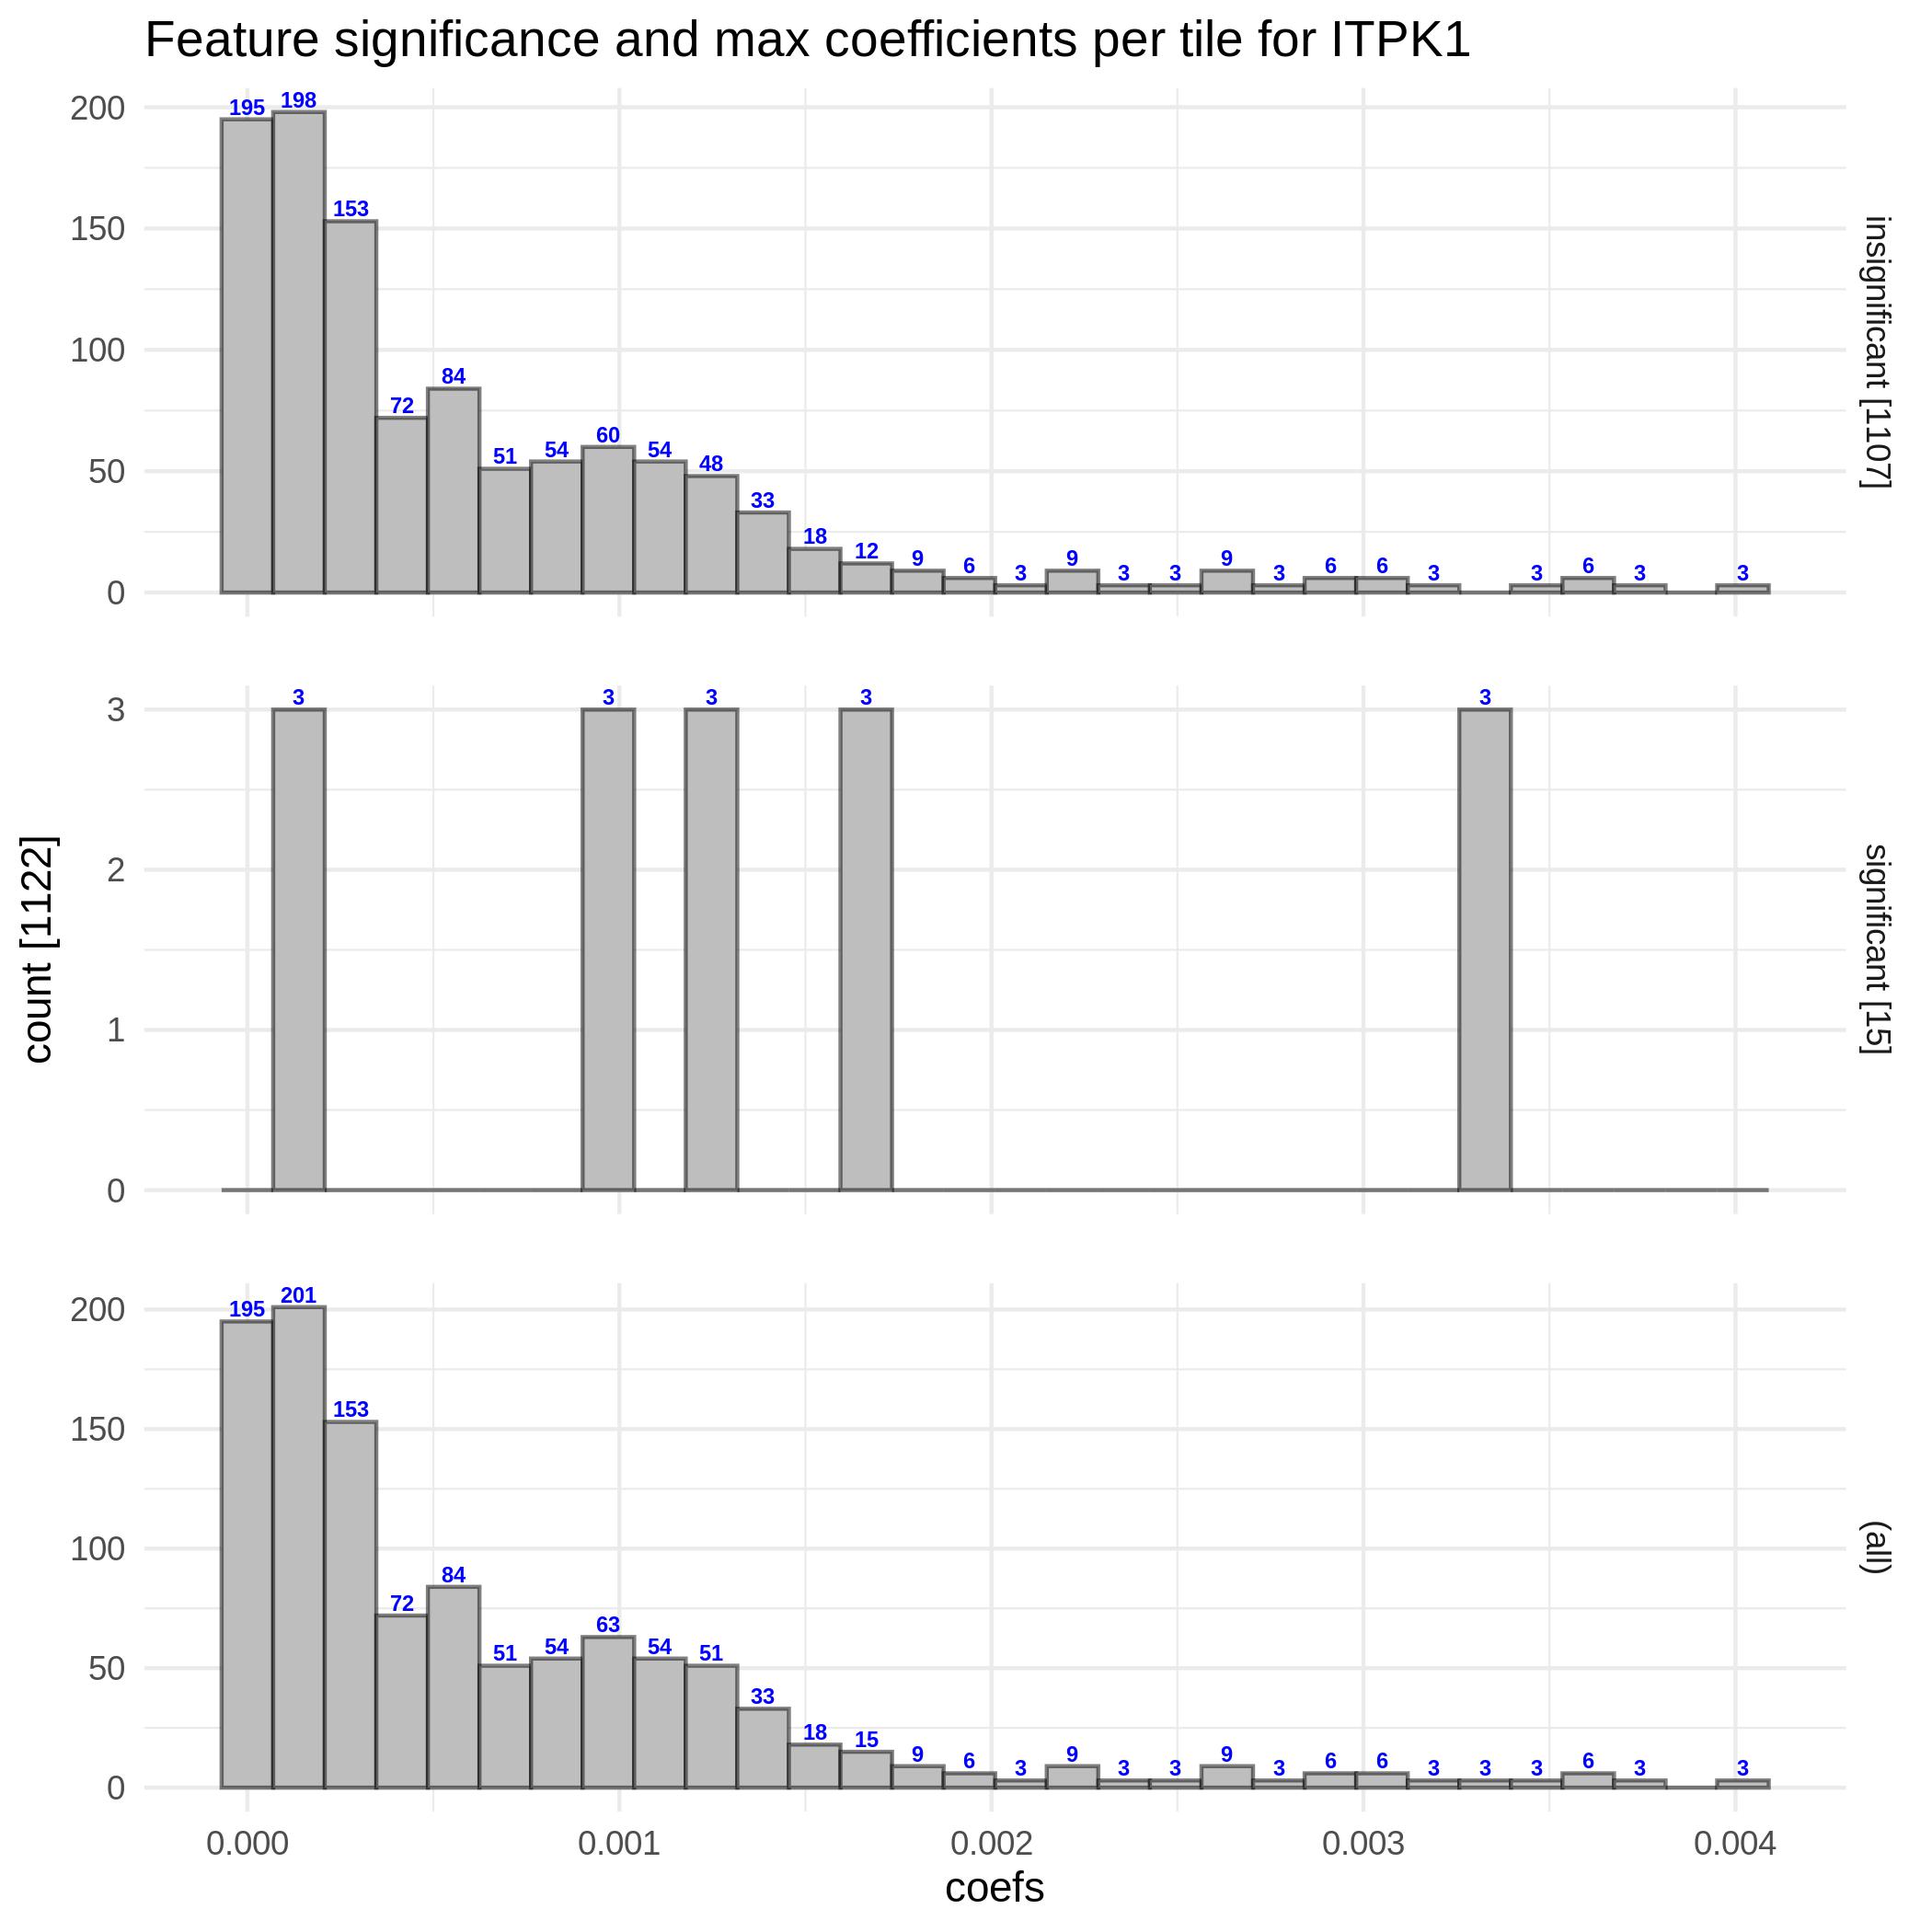 Feature significance and max coefficients per tile for ITPK1
200
150
100
50
0
195 198 153 72 84 51 54 60 54 48 33 18 12 9 6 3 9 3 3 9 3 6 6 3 3 6 3 3
insignificant [1107]
count [1122]
3
2
1
0
3 3 3 3 3
significant [15]
200
150
100
50
0
195 201 153 72 84 51 54 63 54 51 33 18 15 9 6 3 9 3 3 9 3 6 6 3 3 3 6 3 3
(all)
0.000 0.001 0.002 0.003 0.004
coefs